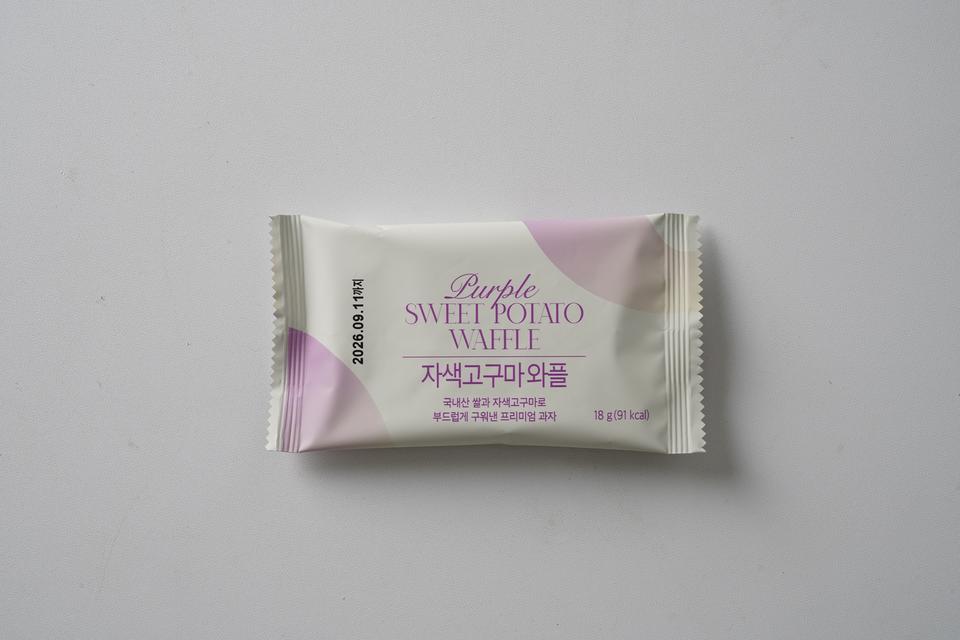 2026.09.11까지
Purple
SWEET POTATO
WAFFLE
자색고구마 와플
국내산 쌀과 자색고구마로
부드럽게 구워낸 프리미엄 과자
18 g (91 kcal)